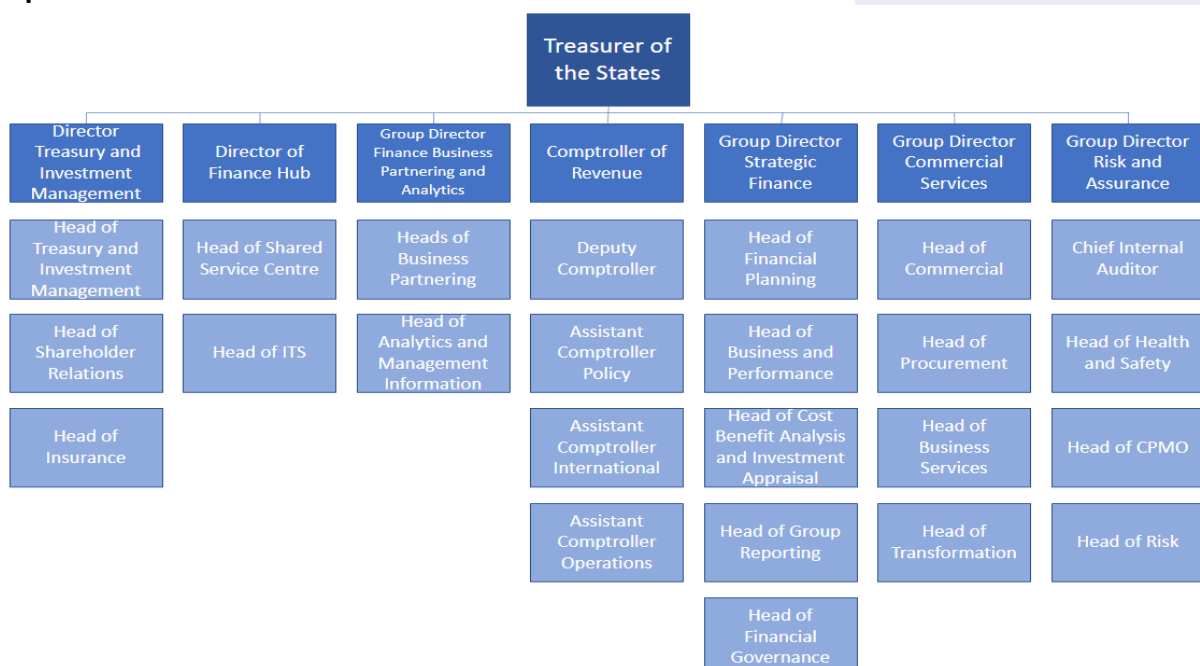 Treasurer of
the States
Director
Treasury and
Investment
Management
Director of
Finance Hub
Group Director
Finance Business
Partnering and
Analytics
Comptroller of
Revenue
Group Director
Strategic
Finance
Group Director
Commercial
Services
Group Director
Risk and
Assurance
Head of
Treasury and
Investment
Management
Head of Shared
Service Centre
Heads of
Business
Partnering
Deputy
Comptroller
Head of
Financial
Planning
Head of
Commercial
Chief Internal
Auditor
Head of
Shareholder
Relations
Head of ITS
Head of
Analytics and
Management
Information
Assistant
Comptroller
Policy
Head of
Business and
Performance
Head of
Procurement
Head of Health
and Safety
Head of
Insurance
Assistant
Comptroller
International
Head of Cost
Benefit Analysis
and Investment
Appraisal
Head of
Business
Services
Head of CPMO
Assistant
Comptroller
Operations
Head of Group
Reporting
Head of
Transformation
Head of Risk
Head of
Financial
Governance